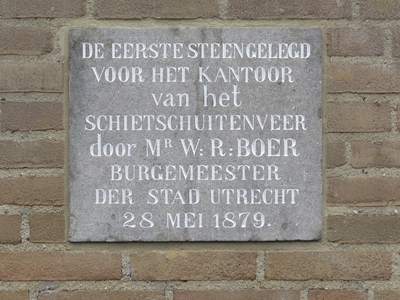 DE EERSTE STEEN GELEGD
VOOR HET KANTOOR
van het
SCHIETSCHUITENVEER
door MR W: R: BOER
BURGEMEESTER
DER STAD UTRECHT
28 MEI 1879.